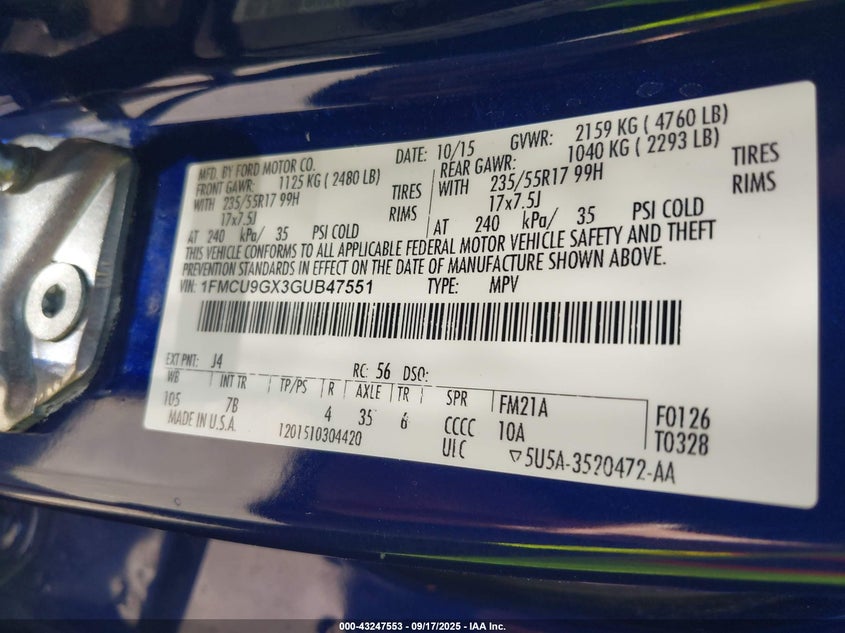 MFD. BY FORD MOTOR CO. DATE: 10/15 GVWR: 2159 KG ( 4760 LB)
FRONT GAWR: 1125 KG ( 2480 LB) REAR GAWR: 1040 KG ( 2293 LB)
WITH 235/55R17 99H TIRES WITH 235/55R17 99H TIRES
17x7.5J RIMS 17x7.5J RIMS
AT 240 kPa/ 35 PSI COLD AT 240 kPa/ 35 PSI COLD
THIS VEHICLE CONFORMS TO ALL APPLICABLE FEDERAL MOTOR VEHICLE SAFETY AND THEFT
PREVENTION STANDARDS IN EFFECT ON THE DATE OF MANUFACTURE SHOWN ABOVE.
VIN: 1FMCU9GX3GUB47551 TYPE: MPV
EXT PNT: J4 RC: 56 DSO:
WB INT TR TP/PS R AXLE TR SPR FM21A F0126
105 7B 4 35 6 CCCC 10A T0328
MADE IN U.S.A. 1201510304420 UIC ▽5U5A-3520472-AA
000-43247553 - 09/17/2025 - IAA Inc.